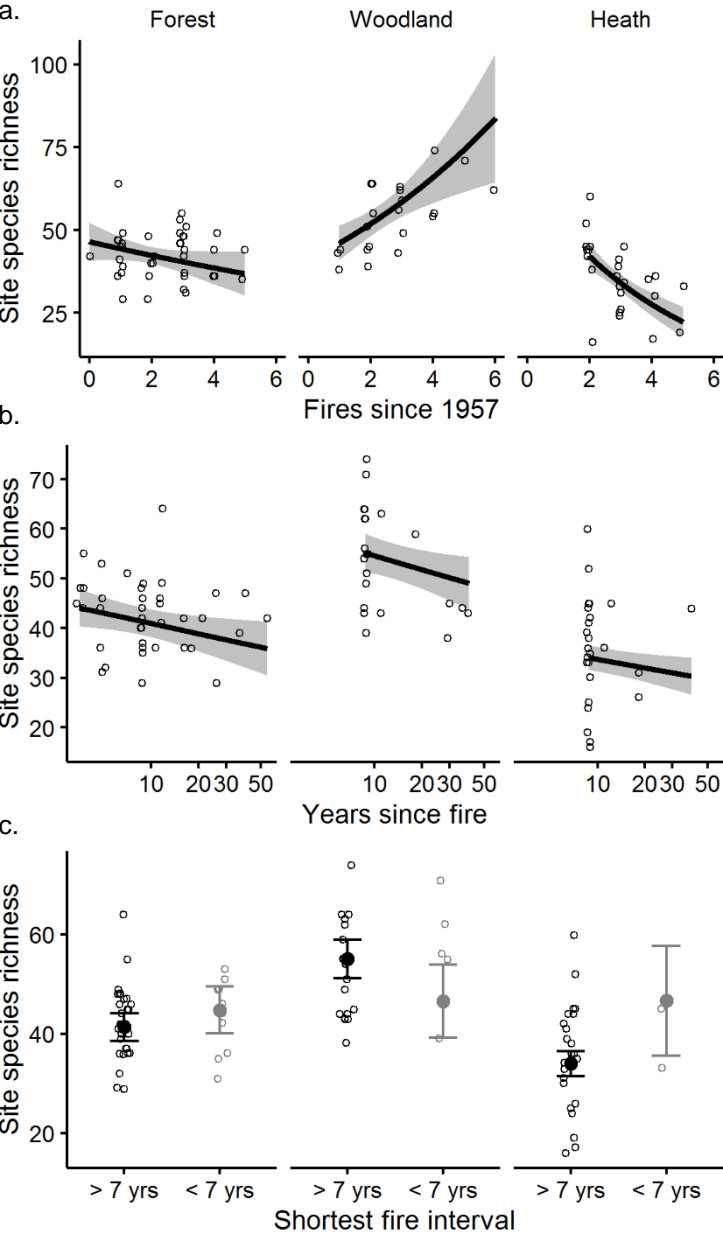 a.
Forest Woodland Heath
Site species richness
100
75
50
25
0 2 4 6 0 2 4 6 0 2 4 6
Fires since 1957
b.
Site species richness
70
60
50
40
30
20
10 20 30 50 10 20 30 50 10 20 30 50
Years since fire
c.
Site species richness
60
40
20
> 7 yrs < 7 yrs > 7 yrs < 7 yrs > 7 yrs < 7 yrs
Shortest fire interval